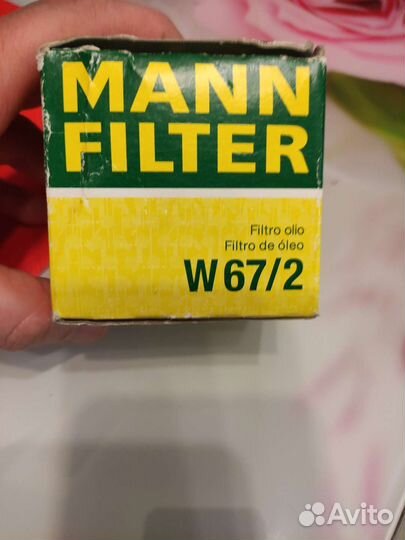 MANN
FILTER
Filtro olio
Filtro de óleo
W 67/2
Avito